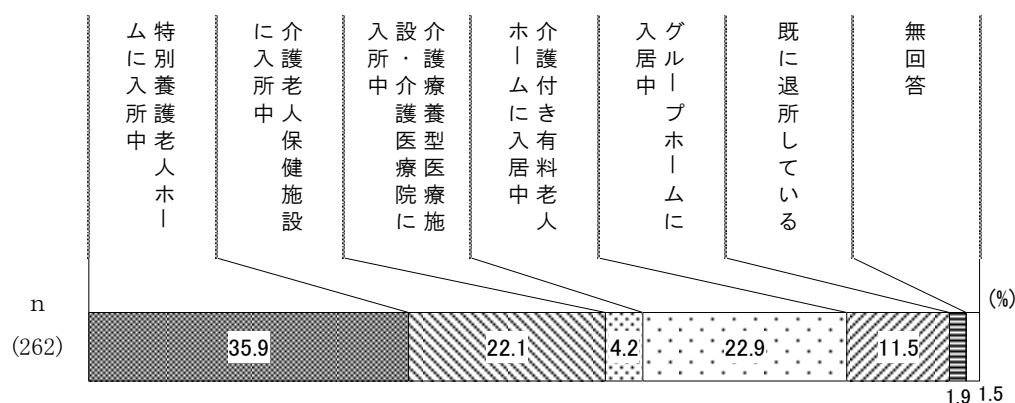 特別養護老人ホー
ムに入所中
介護老人保健施設
に入所中
介護療養型医療施
設・介護医療院に
入所中
介護付き有料老人
ホームに入居中
グループホームに
入居中
既に退所している
無回答
(%)
n
(262)
35.9
22.1
4.2
22.9
11.5
1.9
1.5